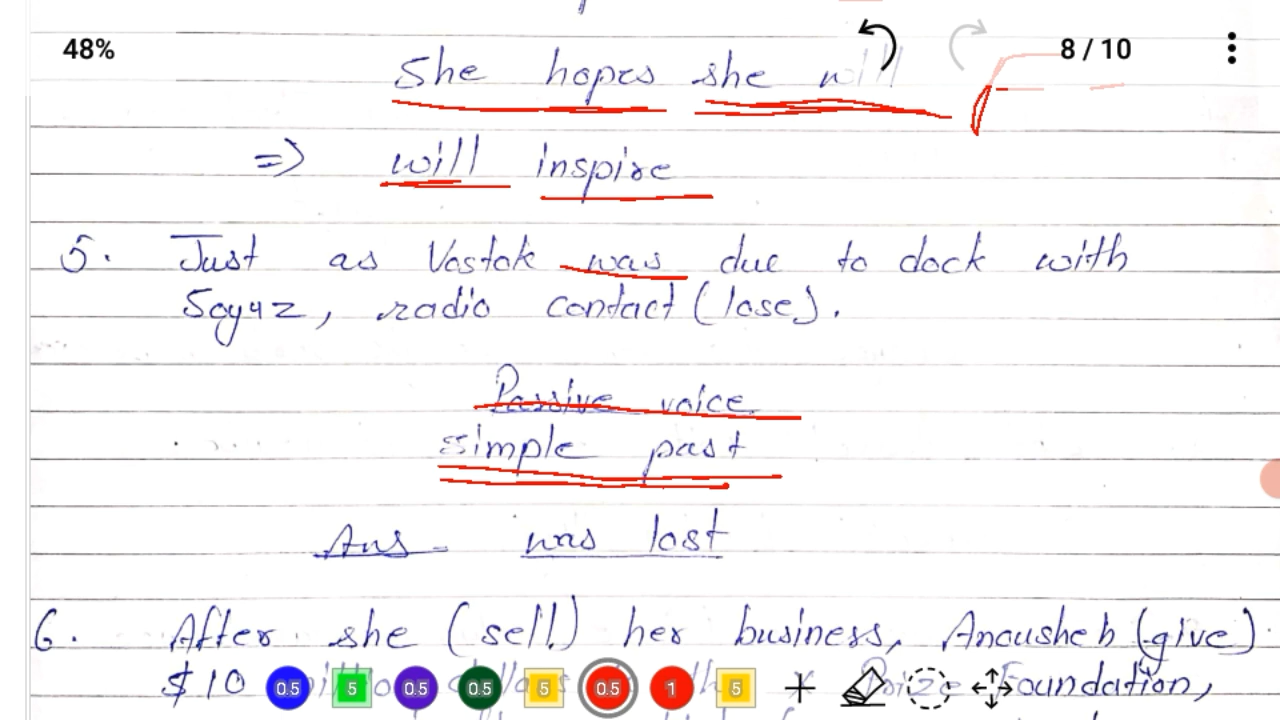 48%
8 / 10
She hopes she will
=> will inspire
5. Just as Vostok was due to dock with
Soyuz, radio contact (lose).
Passive voice
simple past
Ans - was lost
6. After she (sell) her business, Anousheh (give)
$10 Foundation,
0.5 5 0.5 0.5 5 0.5 1 5